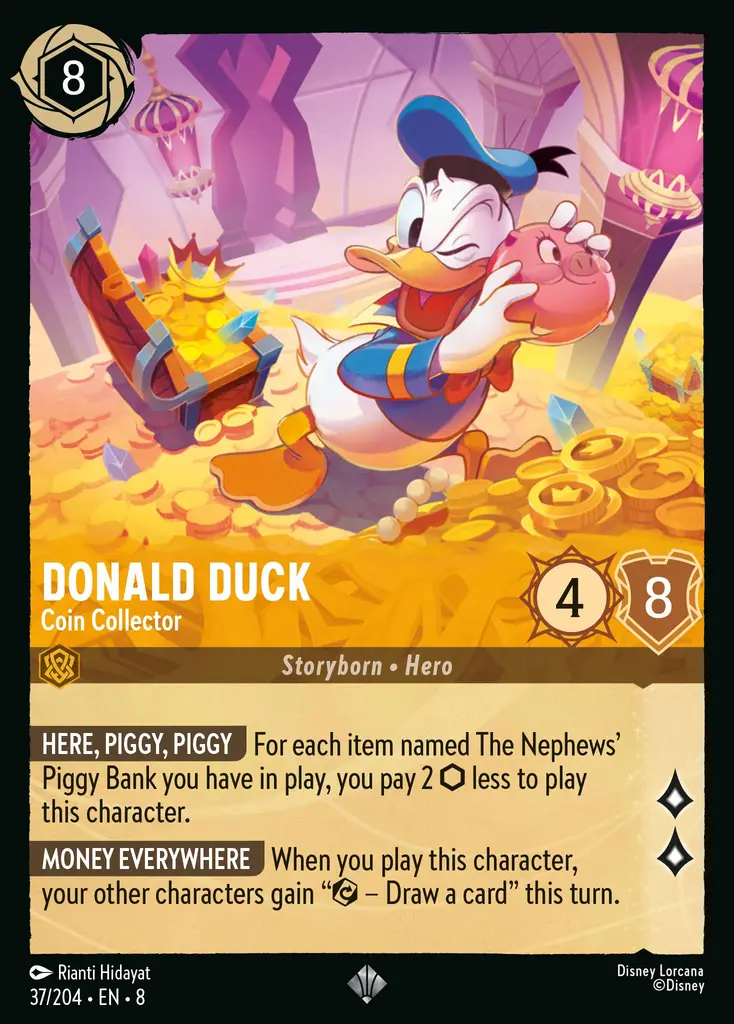 8
DONALD DUCK
Coin Collector
4
8
Storyborn • Hero
HERE, PIGGY, PIGGY For each item named The Nephews’
Piggy Bank you have in play, you pay 2 ⬡ less to play
this character.
MONEY EVERYWHERE When you play this character,
your other characters gain “⟳ – Draw a card” this turn.
Rianti Hidayat
37/204 • EN • 8
Disney Lorcana
©Disney